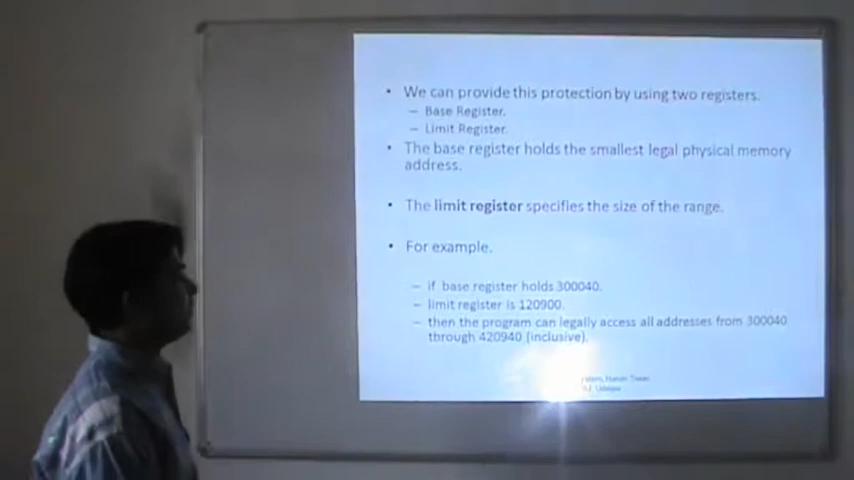 • We can provide this protection by using two registers.
– Base Register.
– Limit Register.
• The base register holds the smallest legal physical memory
address.
• The limit register specifies the size of the range.
• For example.
– if base register holds 300040.
– limit register is 120900.
– then the program can legally access all addresses from 300040
through 420940 (inclusive).